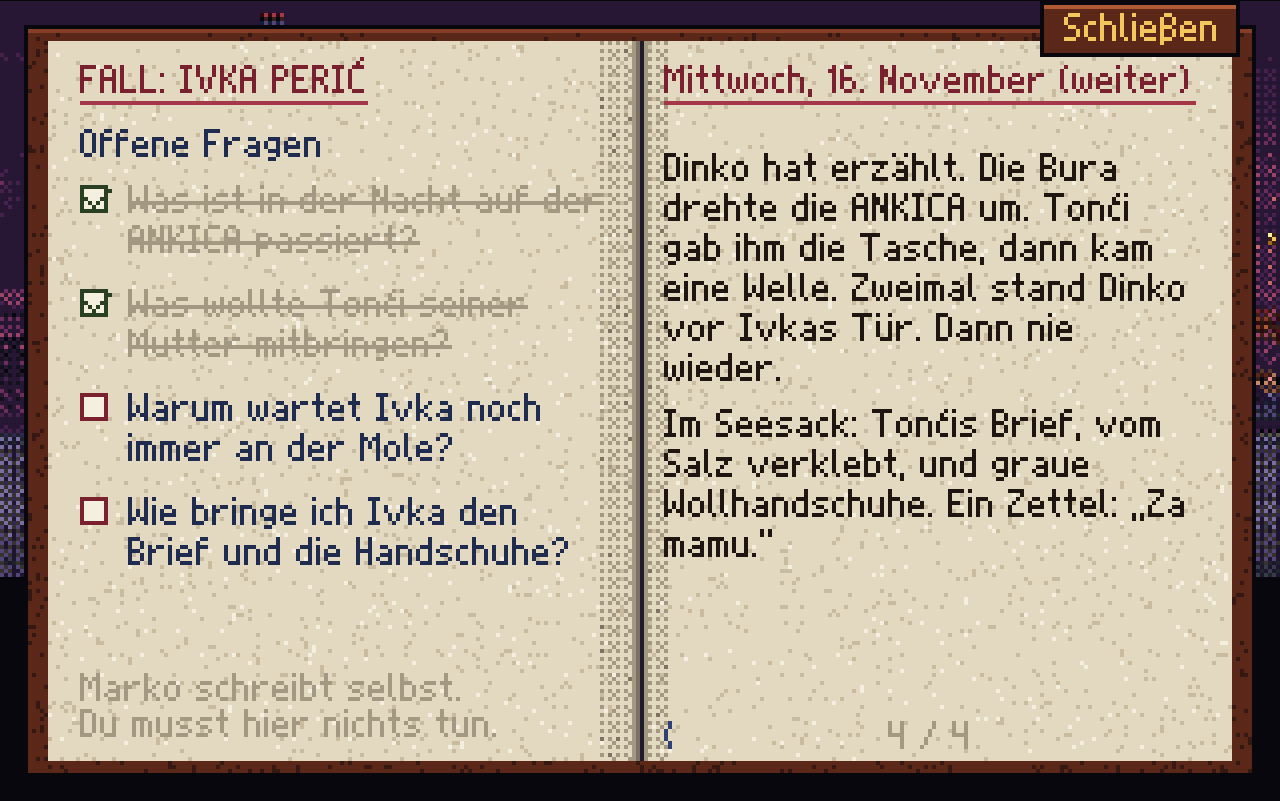 Schließen
FALL: IVKA PERIĆ
Offene Fragen
Was ist in der Nacht auf der
ANKICA passiert?
Was wollte Tonći seiner
Mutter mitbringen?
Warum wartet Ivka noch
immer an der Mole?
Wie bringe ich Ivka den
Brief und die Handschuhe?
Marko schreibt selbst.
Du musst hier nichts tun.
Mittwoch, 16. November (weiter)
Dinko hat erzählt. Die Bura
drehte die ANKICA um. Tonći
gab ihm die Tasche, dann kam
eine Welle. Zweimal stand Dinko
vor Ivkas Tür. Dann nie
wieder.
Im Seesack: Tonćis Brief, vom
Salz verklebt, und graue
Wollhandschuhe. Ein Zettel: „Za
mamu."
4 / 4